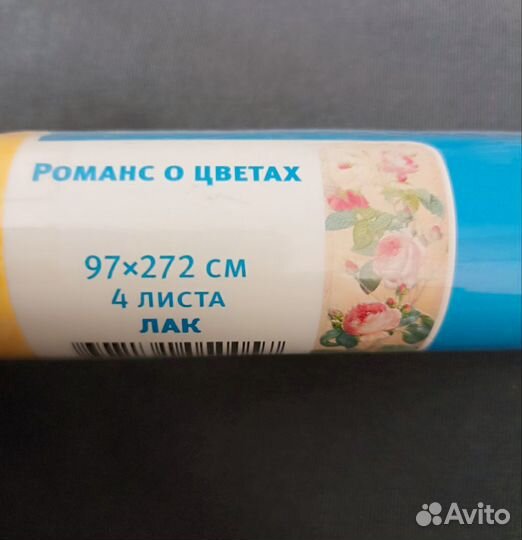 Романс о цветах
97×272 см
4 листа
лак
Avito